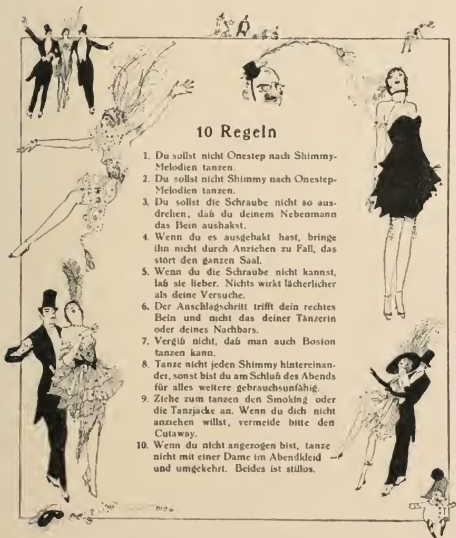 10 Regeln
1. Du sollst nicht Onestep nach Shimmy-
Melodien tanzen.
2. Du sollst nicht Shimmy nach Onestep-
Melodien tanzen.
3. Du sollst die Schraube nicht so aus-
drehen, daß du deinem Nebenmann
das Bein aushakst.
4. Wenn du es ausgehakt hast, bringe
ihn nicht durch Anziehen zu Fall, das
stört den ganzen Saal.
5. Wenn du die Schraube nicht kannst,
laß sie lieber. Nichts wirkt lächerlicher
als deine Versuche.
6. Der Anschlagschritt trifft dein rechtes
Bein und nicht das deiner Tänzerin
oder deines Nachbars.
7. Vergiß nicht, daß man auch Boston
tanzen kann.
8. Tanze nicht jeden Shimmy hintereinan-
der, sonst bist du am Schluß des Abends
für alles weitere gebrauchsunfähig.
9. Ziehe zum tanzen den Smoking oder
die Tanzjacke an. Wenn du dich nicht
anziehen willst, vermeide bitte den
Cutaway.
10. Wenn du nicht angezogen bist, tanze
nicht mit einer Dame im Abendkleid
und umgekehrt. Beides ist stillos.